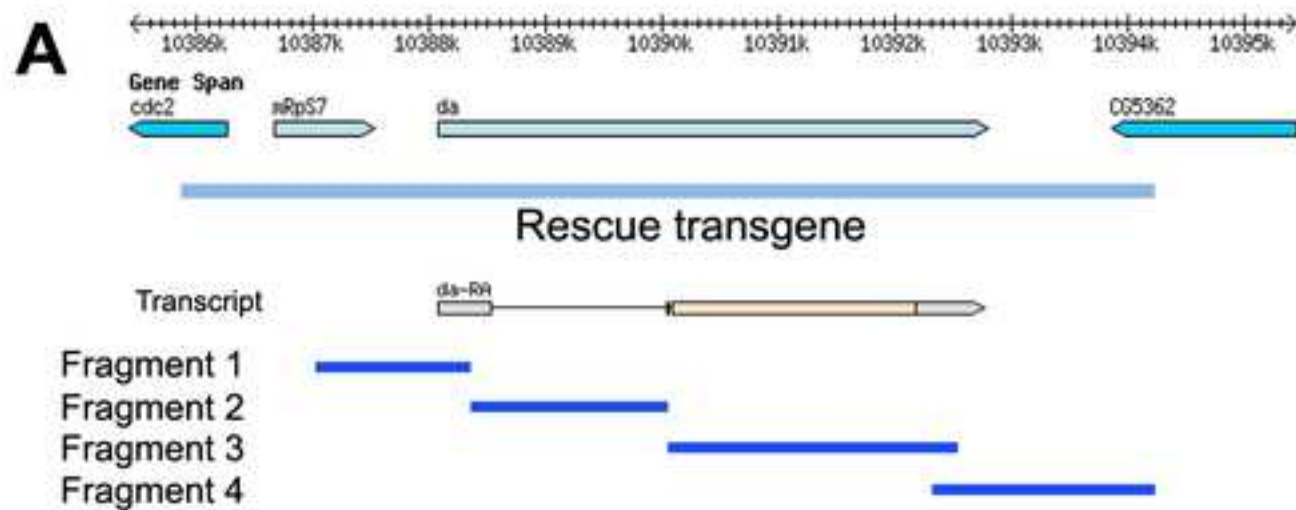 A
10386k 10387k 10388k 10389k 10390k 10391k 10392k 10393k 10394k 10395k
Gene Span
cdc2 mRpS7 da CG5362
Rescue transgene
da-RA
Transcript
Fragment 1
Fragment 2
Fragment 3
Fragment 4